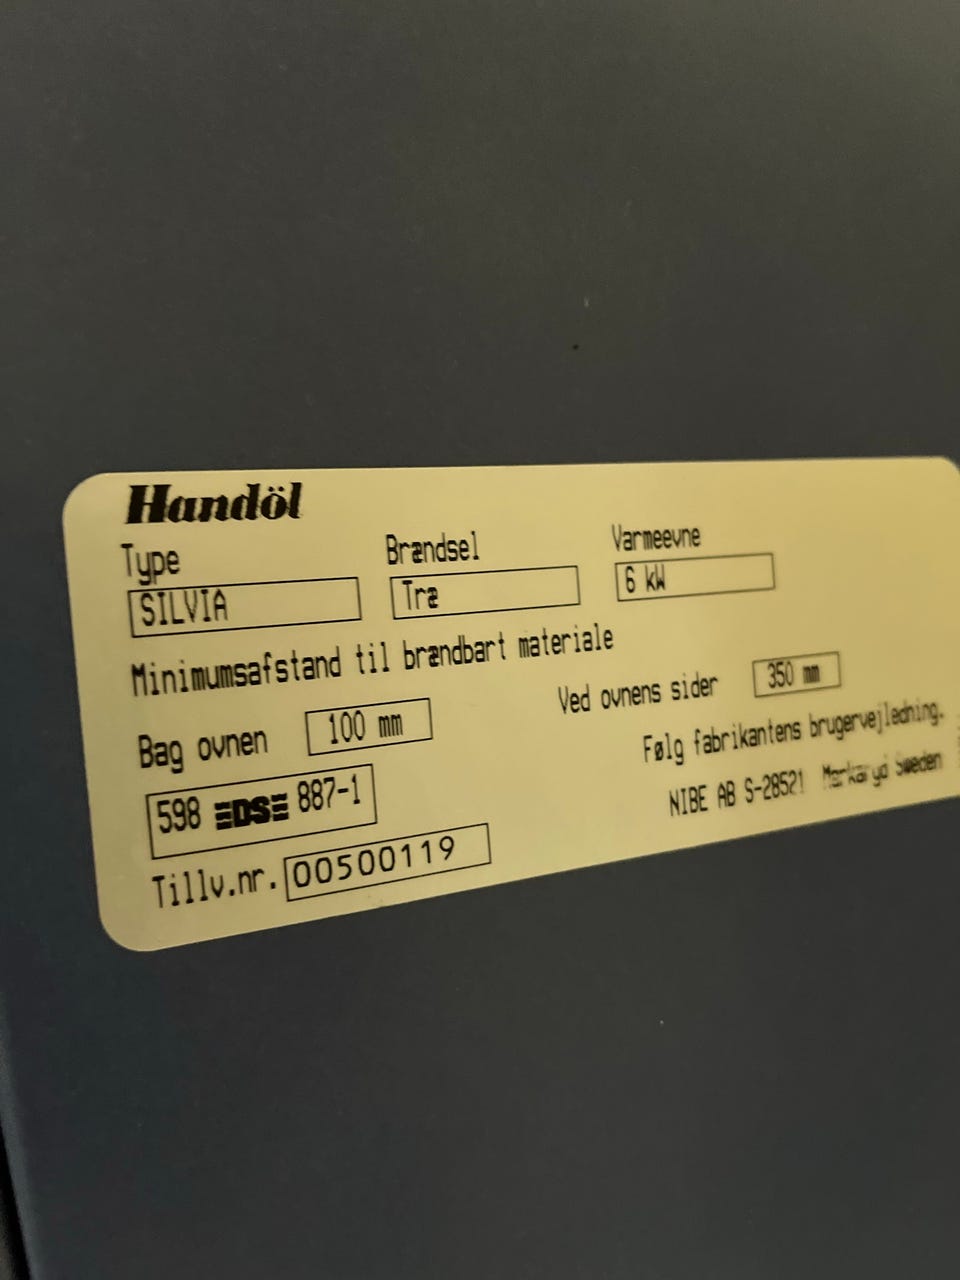 Handöl
Type Brændsel Varmeevne
SILVIA Træ 6 kW
Minimumsafstand til brændbart materiale
Bag ovnen 100 mm Ved ovnens sider 350 mm
Følg fabrikantens brugervejledning.
598 DS 887-1 NIBE AB S-28521 Markaryd Sweden
Tillv.nr. 00500119